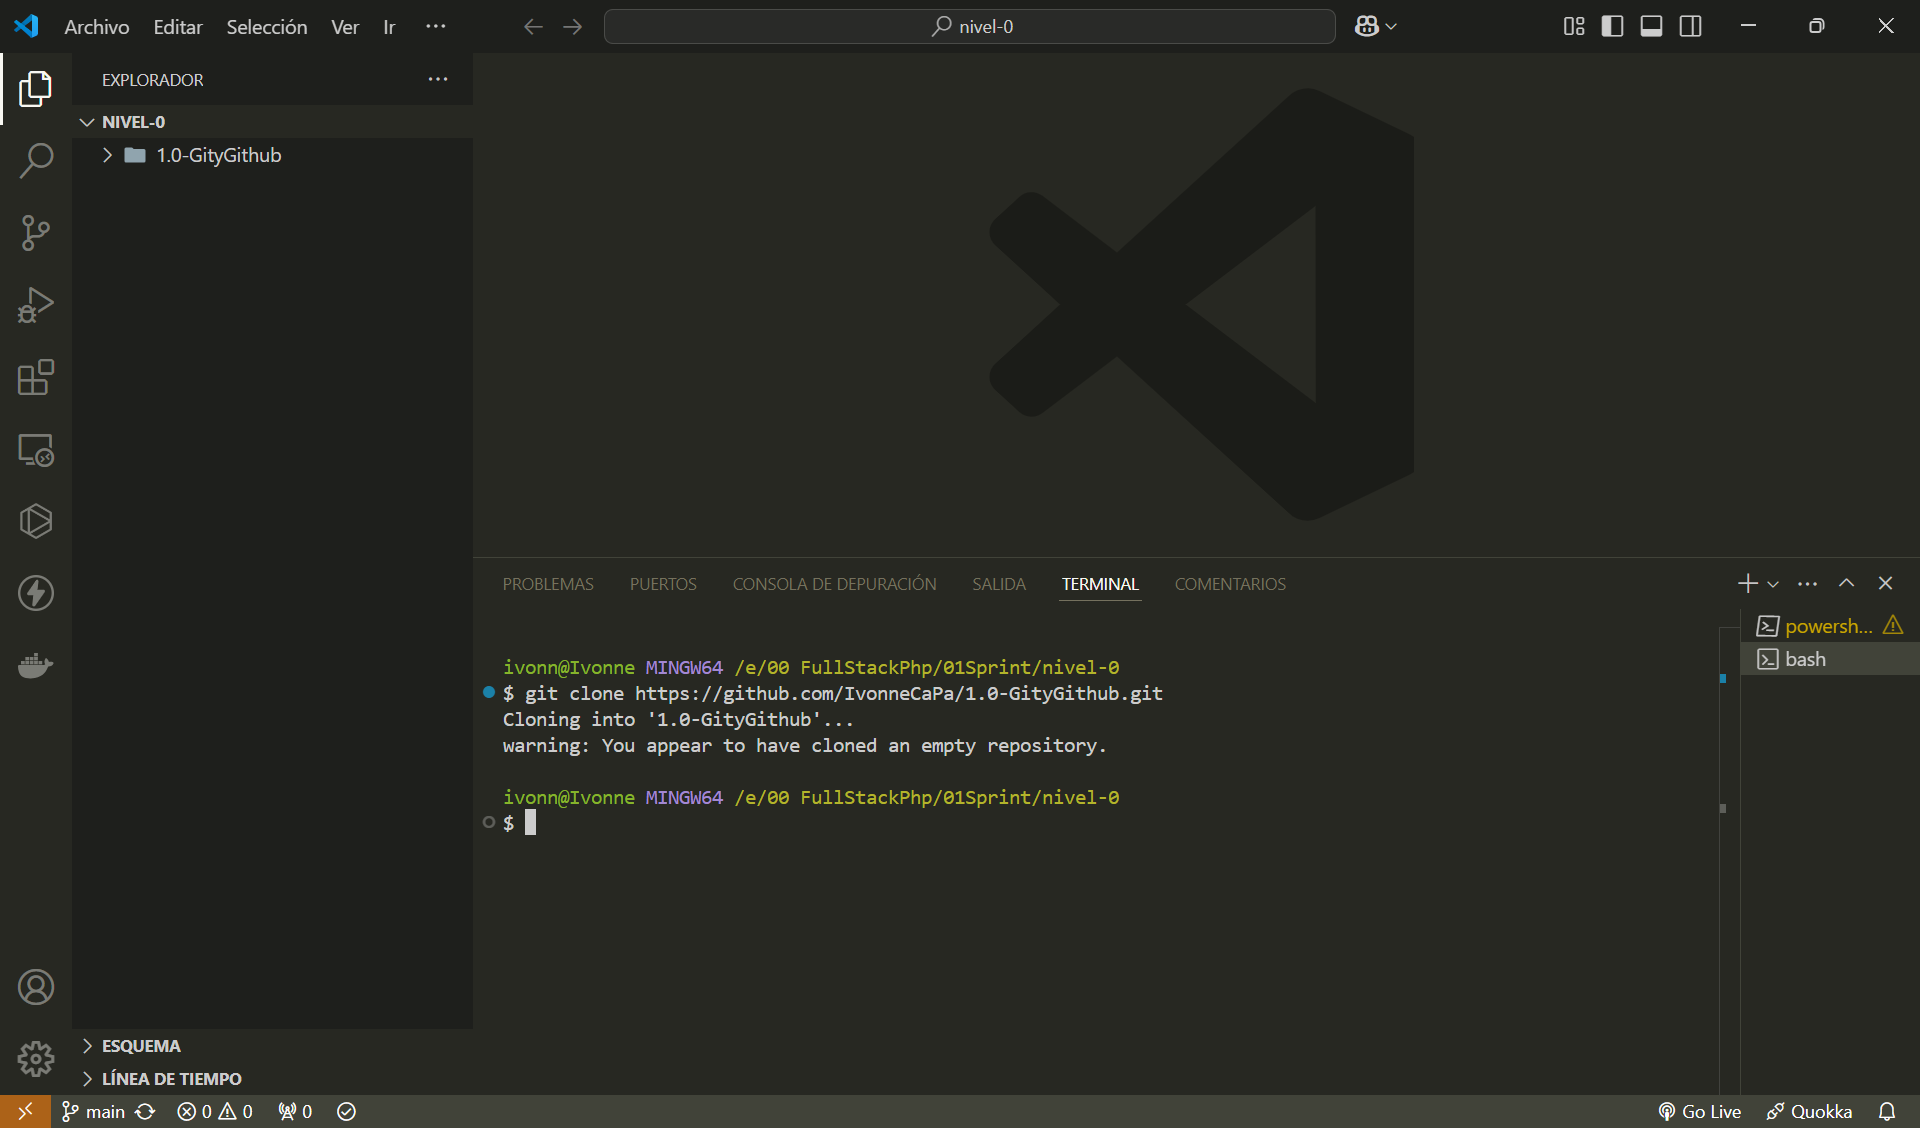 Archivo Editar Selección Ver Ir ···
nivel-0
EXPLORADOR
NIVEL-0
1.0-GityGithub
ESQUEMA
LÍNEA DE TIEMPO
PROBLEMAS PUERTOS CONSOLA DE DEPURACIÓN SALIDA TERMINAL COMENTARIOS
ivonn@Ivonne MINGW64 /e/00 FullStackPhp/01Sprint/nivel-0
$ git clone https://github.com/IvonneCaPa/1.0-GityGithub.git
Cloning into '1.0-GityGithub'...
warning: You appear to have cloned an empty repository.
ivonn@Ivonne MINGW64 /e/00 FullStackPhp/01Sprint/nivel-0
$
powersh...
bash
main 0 0 0 Go Live Quokka